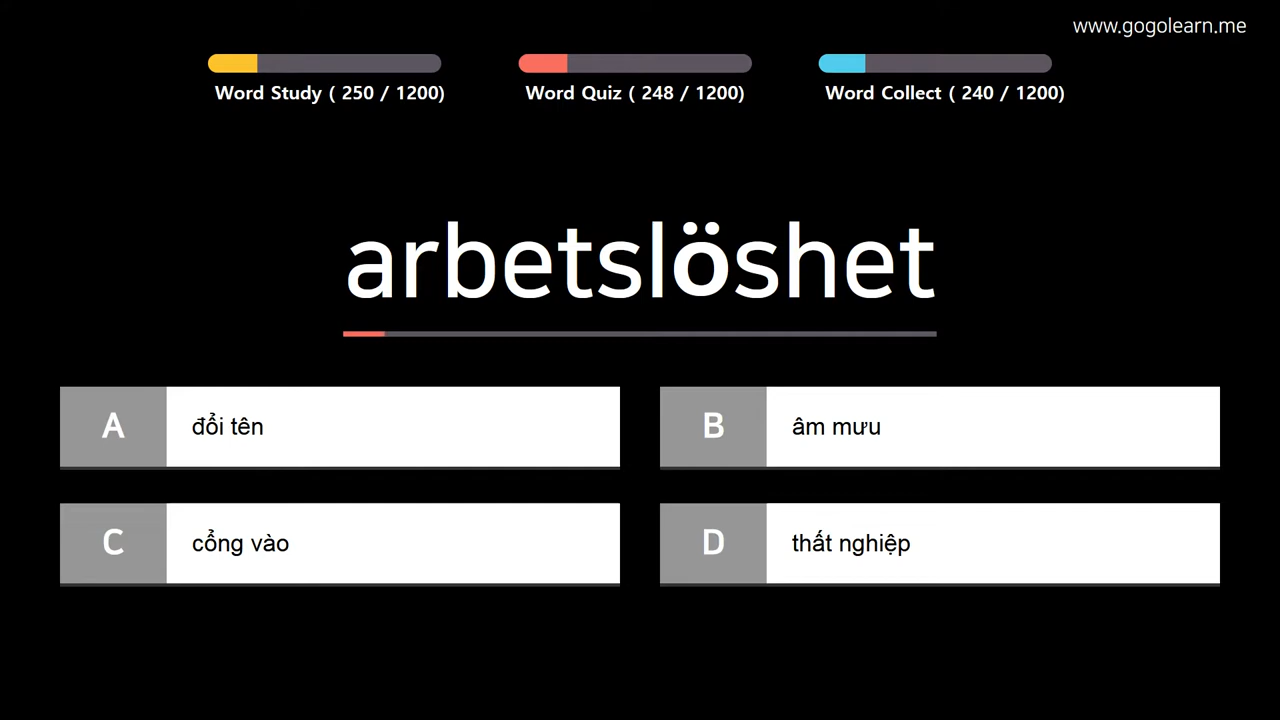 www.gogolearn.me
Word Study ( 250 / 1200)
Word Quiz ( 248 / 1200)
Word Collect ( 240 / 1200)
arbetslöshet
A đổi tên
B âm mưu
C cổng vào
D thất nghiệp